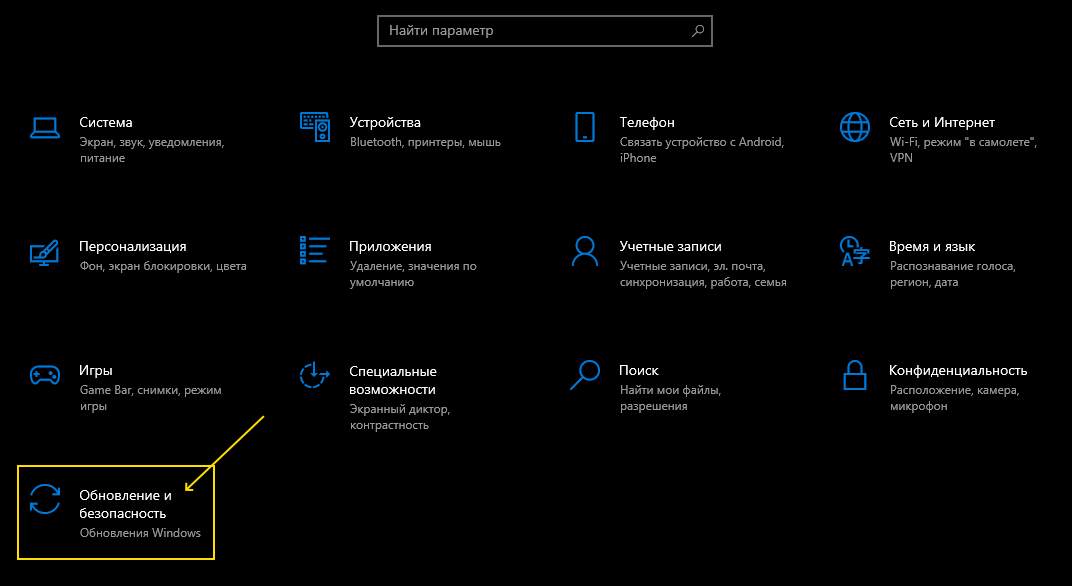 Найти параметр
Система
Экран, звук, уведомления,
питание
Устройства
Bluetooth, принтеры, мышь
Телефон
Связать устройство с Android,
iPhone
Сеть и Интернет
Wi-Fi, режим "в самолете",
VPN
Персонализация
Фон, экран блокировки, цвета
Приложения
Удаление, значения по
умолчанию
Учетные записи
Учетные записи, эл. почта,
синхронизация, работа, семья
Время и язык
Распознавание голоса,
регион, дата
Игры
Game Bar, снимки, режим
игры
Специальные
возможности
Экранный диктор,
контрастность
Поиск
Найти мои файлы,
разрешения
Конфиденциальность
Расположение, камера,
микрофон
Обновление и
безопасность
Обновления Windows